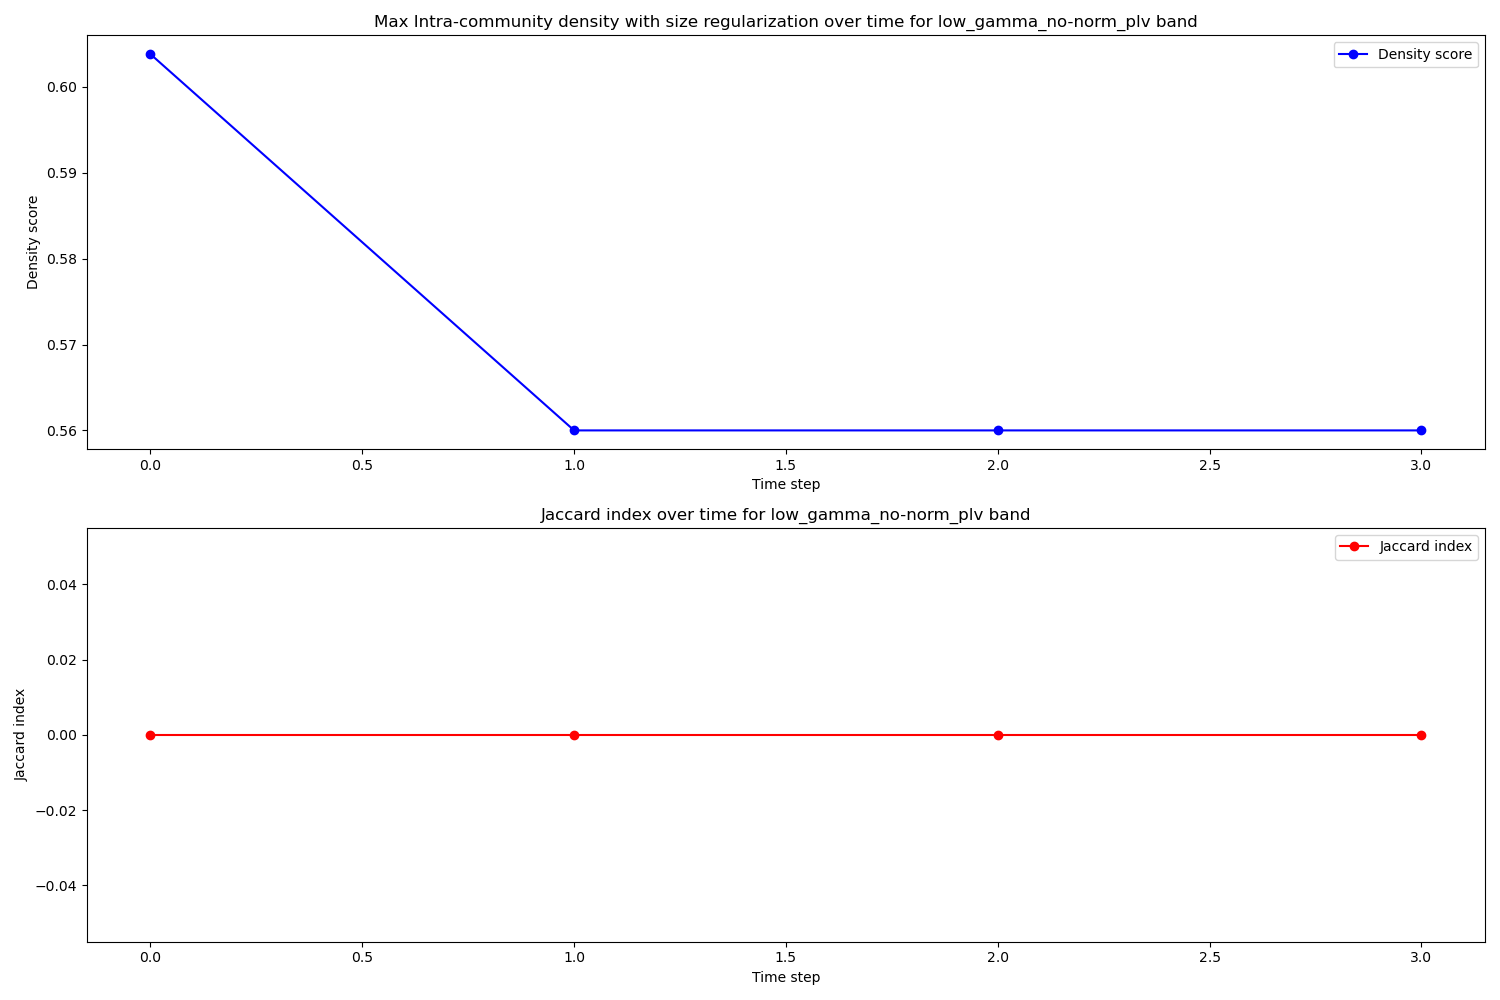 Max Intra-community density with size regularization over time for low_gamma_no-norm_plv band
Density score
0.60
0.59
0.58
0.57
0.56
Density score
0.0 0.5 1.0 1.5 2.0 2.5 3.0
Time step
Jaccard index over time for low_gamma_no-norm_plv band
Jaccard index
0.04
0.02
0.00
−0.02
−0.04
Jaccard index
0.0 0.5 1.0 1.5 2.0 2.5 3.0
Time step